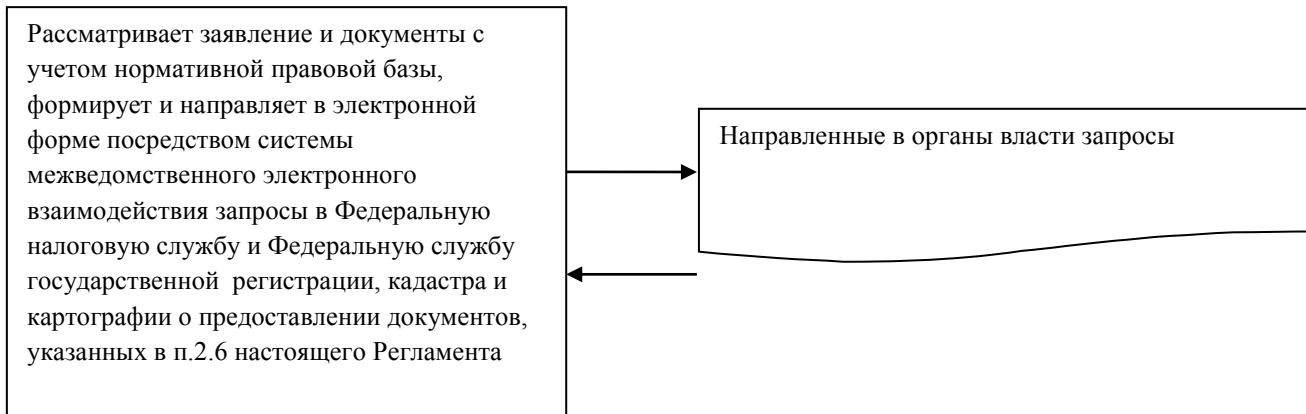 Рассматривает заявление и документы с
учетом нормативной правовой базы,
формирует и направляет в электронной
форме посредством системы
межведомственного электронного
взаимодействия запросы в Федеральную
налоговую службу и Федеральную службу
государственной регистрации, кадастра и
картографии о предоставлении документов,
указанных в п.2.6 настоящего Регламента
Направленные в органы власти запросы